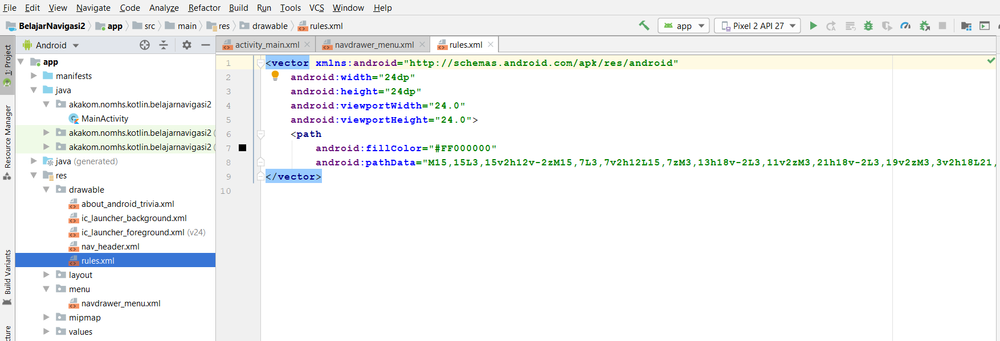 File Edit View Navigate Code Analyze Refactor Build Run Tools VCS Window Help
BelajarNavigasi2 app src main res drawable rules.xml app Pixel 2 API 27
Android activity_main.xml navdrawer_menu.xml rules.xml
1: Project
Resource Manager
Build Variants
app
manifests
java
akakom.nomhs.kotlin.belajarnavigasi2
MainActivity
akakom.nomhs.kotlin.belajarnavigasi2 (
akakom.nomhs.kotlin.belajarnavigasi2 (
java (generated)
res
drawable
about_android_trivia.xml
ic_launcher_background.xml
ic_launcher_foreground.xml (v24)
nav_header.xml
rules.xml
layout
menu
navdrawer_menu.xml
mipmap
values
1 <vector xmlns:android="http://schemas.android.com/apk/res/android"
2 android:width="24dp"
3 android:height="24dp"
4 android:viewportWidth="24.0"
5 android:viewportHeight="24.0">
6 <path
7 android:fillColor="#FF000000"
8 android:pathData="M15,15L3,15v2h12v-2zM15,7L3,7v2h12L15,7zM3,13h18v-2L3,11v2zM3,21h18v-2L3,19v2zM3,3v2h18L21,
9 </vector>
10